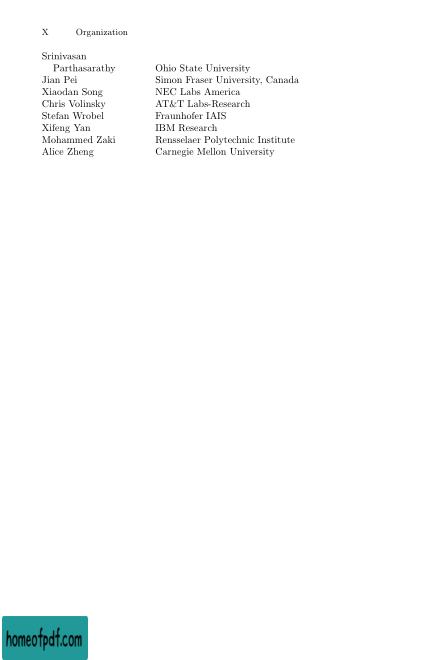 X Organization
Srinivasan
Parthasarathy Ohio State University
Jian Pei Simon Fraser University, Canada
Xiaodan Song NEC Labs America
Chris Volinsky AT&T Labs-Research
Stefan Wrobel Fraunhofer IAIS
Xifeng Yan IBM Research
Mohammed Zaki Rensselaer Polytechnic Institute
Alice Zheng Carnegie Mellon University
homeofpdf.com